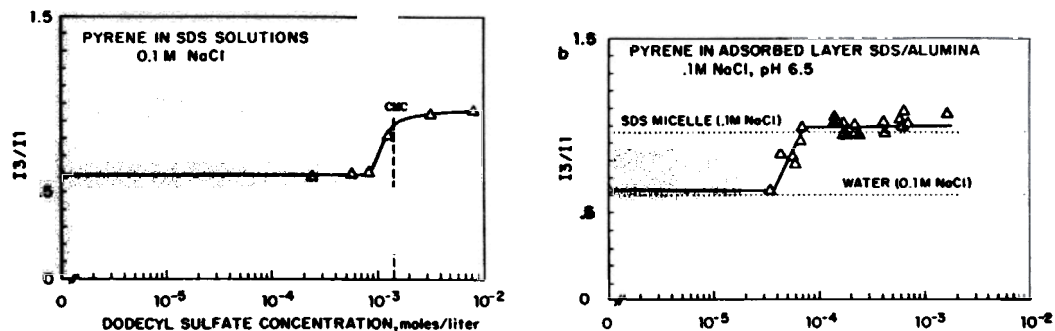 1.5
PYRENE IN SDS SOLUTIONS
0.1 M NaCl
CMC
I3/I1
.5
0
0
10-5
10-4
10-3
10-2
DODECYL SULFATE CONCENTRATION, moles/liter
b
1.5
PYRENE IN ADSORBED LAYER SDS/ALUMINA
.1M NaCl, pH 6.5
SDS MICELLE (.1M NaCl)
I3/I1
WATER (0.1M NaCl)
.5
0
0
10-5
10-4
10-3
10-2